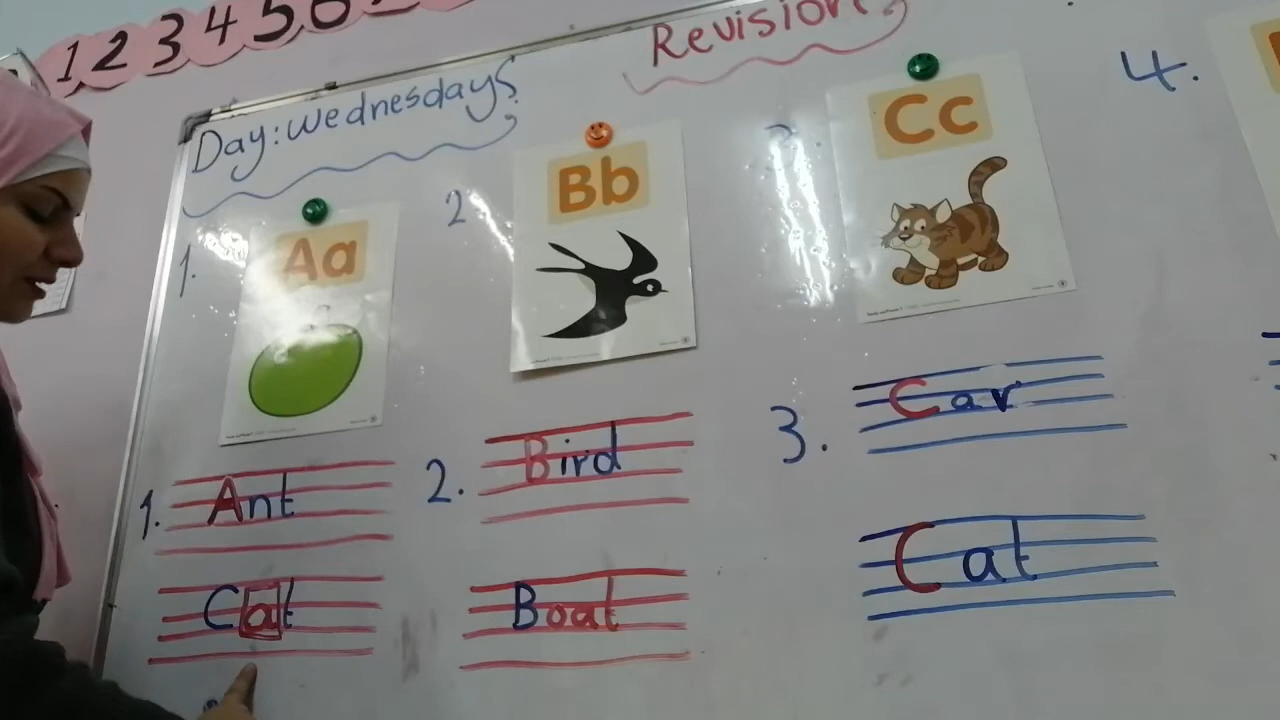 1 2 3 4 5 6
Revision
Day: Wednesdays
1.
Aa
2
Bb
3.
Cc
4.
1. Ant
Cat
2. Bird
Boat
3. Car
Cat